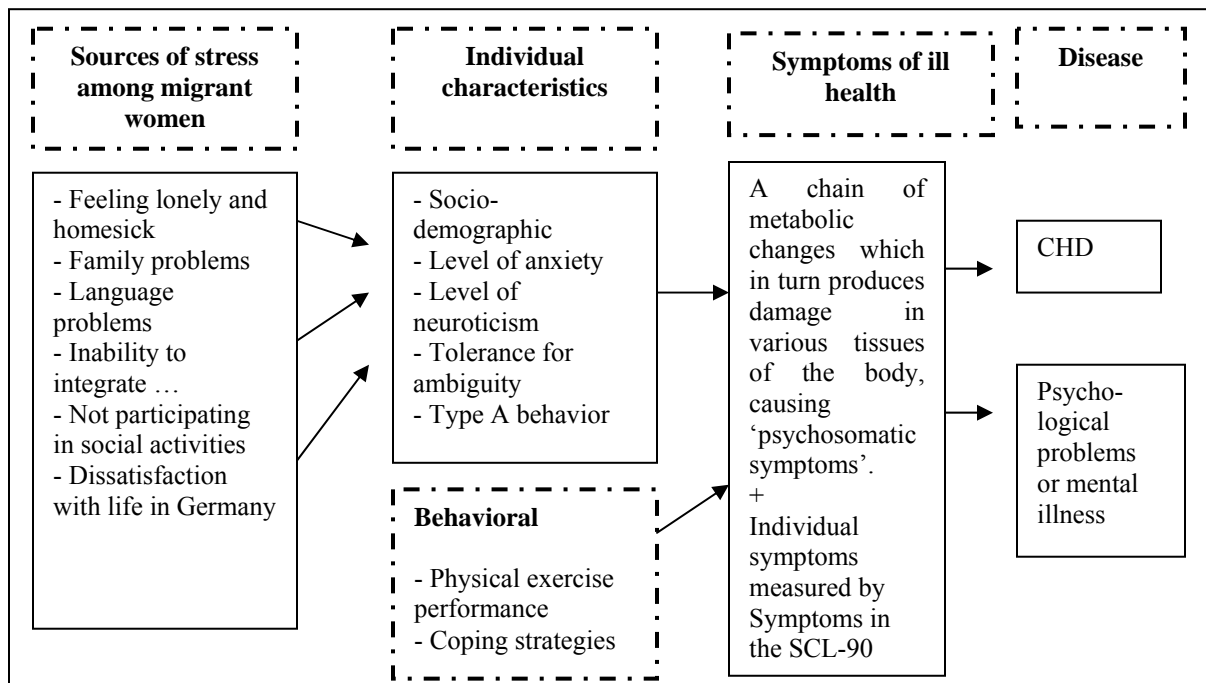 Sources of stress
among migrant
women
Individual
characteristics
Symptoms of ill
health
Disease
- Feeling lonely and
homesick
- Family problems
- Language
problems
- Inability to
integrate …
- Not participating
in social activities
- Dissatisfaction
with life in Germany
- Socio-
demographic
- Level of anxiety
- Level of
neuroticism
- Tolerance for
ambiguity
- Type A behavior
Behavioral
- Physical exercise
performance
- Coping strategies
A chain of
metabolic
changes which
in turn produces
damage in
various tissues
of the body,
causing
‘psychosomatic
symptoms’.
+
Individual
symptoms
measured by
Symptoms in
the SCL-90
CHD
Psycho-
logical
problems
or mental
illness